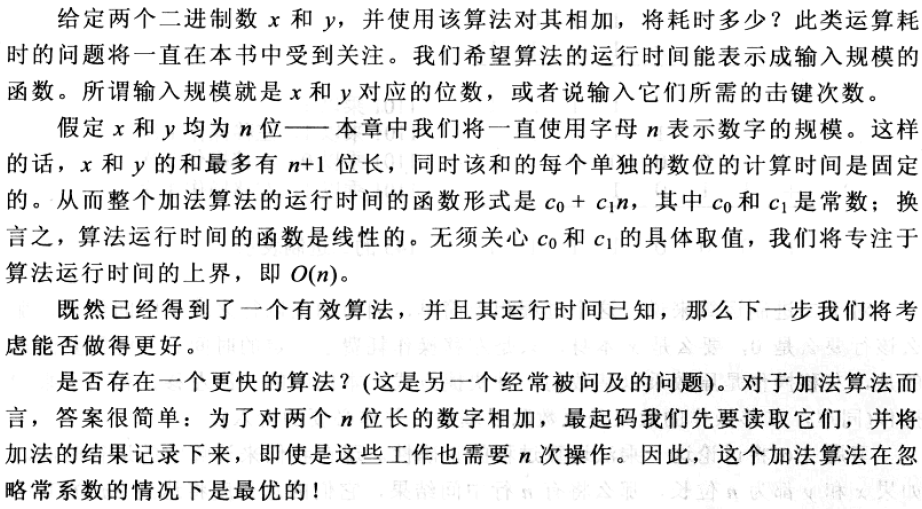 给定两个二进制数 x 和 y，并使用该算法对其相加，将耗时多少？此类运算耗
时的问题将一直在本书中受到关注。我们希望算法的运行时间能表示成输入规模的
函数。所谓输入规模就是 x 和 y 对应的位数，或者说输入它们所需的击键次数。
假定 x 和 y 均为 n 位——本章中我们将一直使用字母 n 表示数字的规模。这样
的话，x 和 y 的和最多有 n+1 位长，同时该和的每个单独的数位的计算时间是固定
的。从而整个加法算法的运行时间的函数形式是 c₀ + c₁n，其中 c₀ 和 c₁ 是常数；换
言之，算法运行时间的函数是线性的。无须关心 c₀ 和 c₁ 的具体取值，我们将专注于
算法运行时间的上界，即 O(n)。
既然已经得到了一个有效算法，并且其运行时间已知，那么下一步我们将考
虑能否做得更好。
是否存在一个更快的算法？(这是另一个经常被问及的问题)。对于加法算法而
言，答案很简单：为了对两个 n 位长的数字相加，最起码我们先要读取它们，并将
加法的结果记录下来，即使是这些工作也需要 n次操作。因此，这个加法算法在忽
略常系数的情况下是最优的！